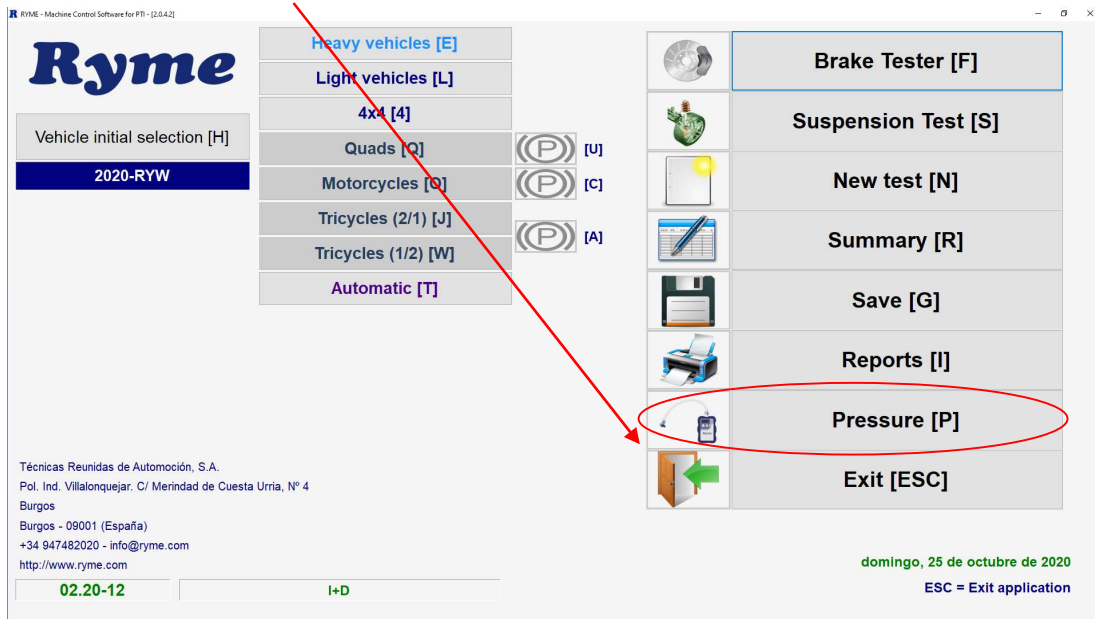 RYME - Machine Control Software for PTI - [2.0.4.2]
Ryme
Vehicle initial selection [H]
2020-RYW
Heavy vehicles [E]
Light vehicles [L]
4x4 [4]
Quads [Q]
(P) [U]
Motorcycles [O]
(P) [C]
Tricycles (2/1) [J]
Tricycles (1/2) [W]
(P) [A]
Automatic [T]
Brake Tester [F]
Suspension Test [S]
New test [N]
Summary [R]
Save [G]
Reports [I]
Pressure [P]
Exit [ESC]
Técnicas Reunidas de Automoción, S.A.
Pol. Ind. Villalonquejar. C/ Merindad de Cuesta Urria, Nº 4
Burgos
Burgos - 09001 (España)
+34 947482020 - info@ryme.com
http://www.ryme.com
02.20-12
I+D
domingo, 25 de octubre de 2020
ESC = Exit application